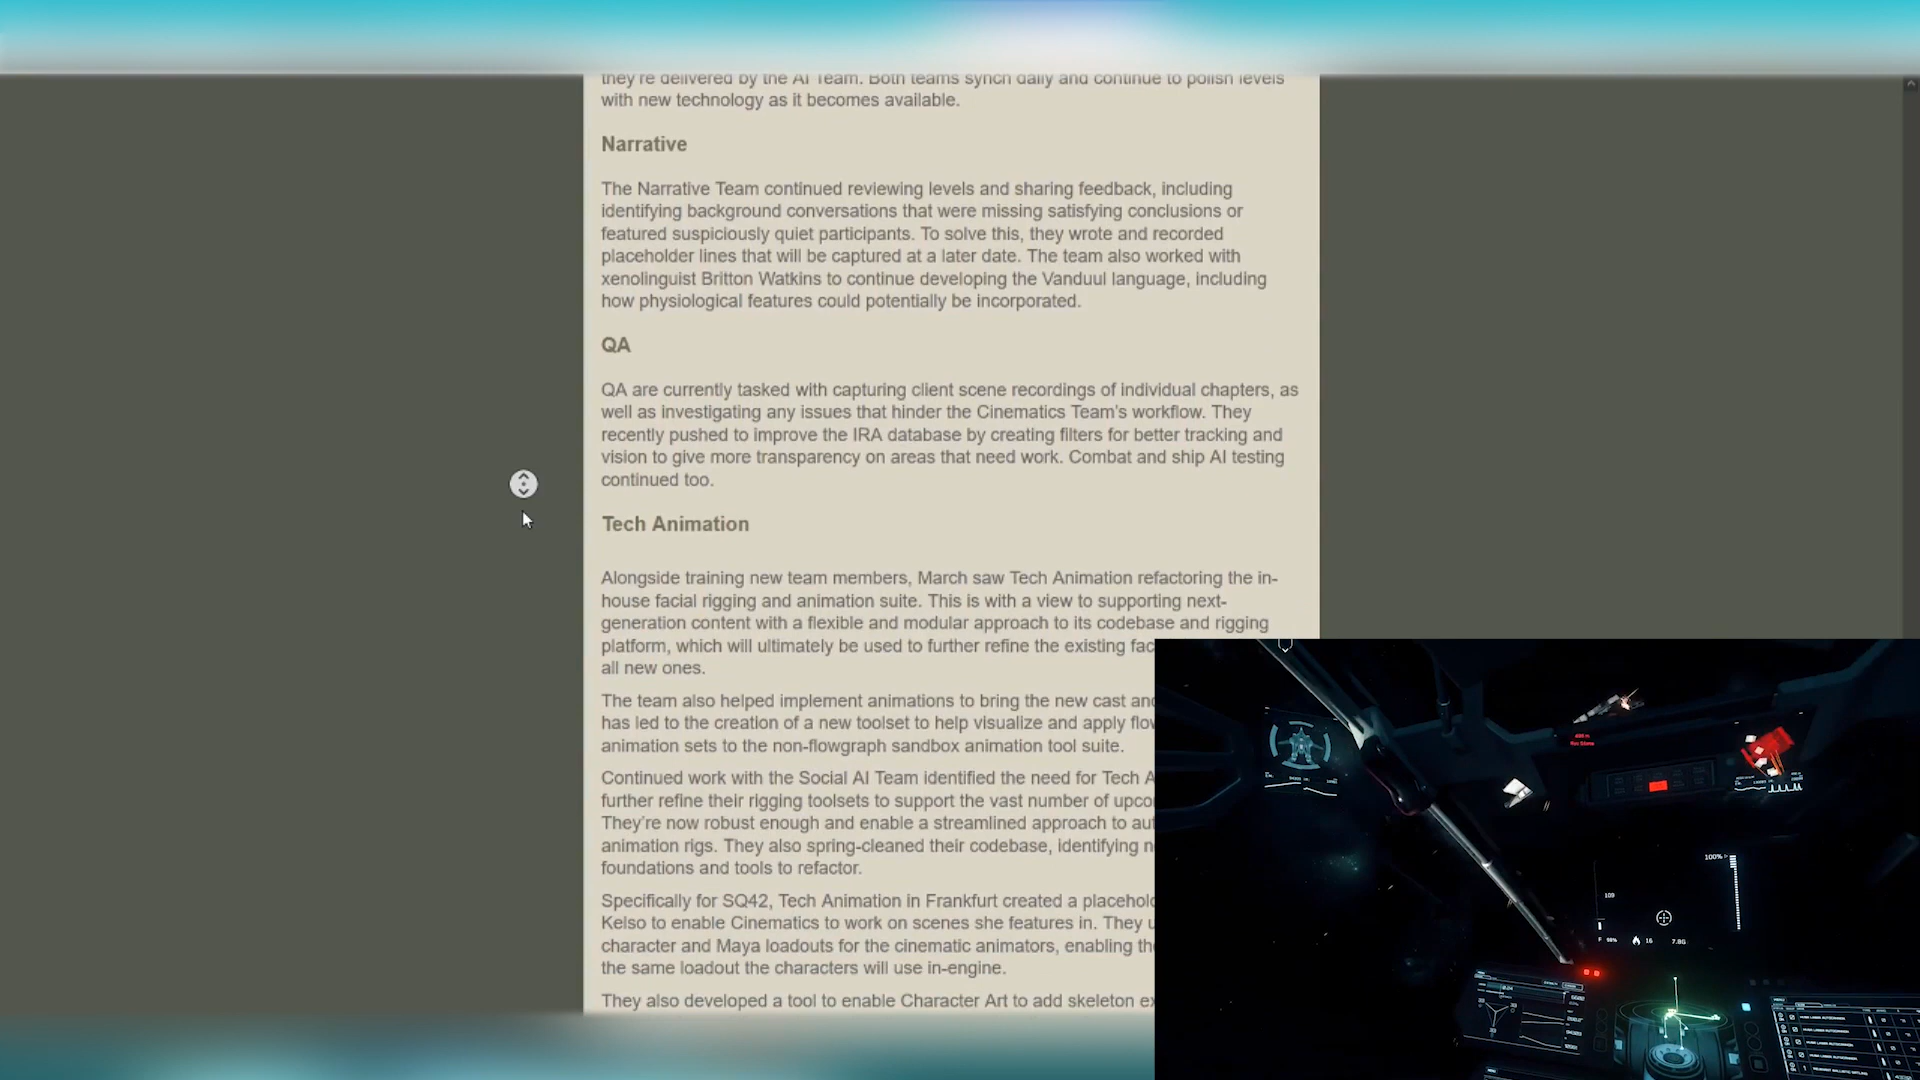 they're delivered by the AI Team. Both teams synch daily and continue to polish levels
with new technology as it becomes available.
Narrative
The Narrative Team continued reviewing levels and sharing feedback, including
identifying background conversations that were missing satisfying conclusions or
featured suspiciously quiet participants. To solve this, they wrote and recorded
placeholder lines that will be captured at a later date. The team also worked with
xenolinguist Britton Watkins to continue developing the Vanduul language, including
how physiological features could potentially be incorporated.
QA
QA are currently tasked with capturing client scene recordings of individual chapters, as
well as investigating any issues that hinder the Cinematics Team's workflow. They
recently pushed to improve the IRA database by creating filters for better tracking and
vision to give more transparency on areas that need work. Combat and ship AI testing
continued too.
Tech Animation
Alongside training new team members, March saw Tech Animation refactoring the in-
house facial rigging and animation suite. This is with a view to supporting next-
generation content with a flexible and modular approach to its codebase and rigging
platform, which will ultimately be used to further refine the existing fac
all new ones.
The team also helped implement animations to bring the new cast and
has led to the creation of a new toolset to help visualize and apply flow
animation sets to the non-flowgraph sandbox animation tool suite.
Continued work with the Social AI Team identified the need for Tech A
further refine their rigging toolsets to support the vast number of upco
They're now robust enough and enable a streamlined approach to aut
animation rigs. They also spring-cleaned their codebase, identifying n
foundations and tools to refactor.
Specifically for SQ42, Tech Animation in Frankfurt created a placehol
Kelso to enable Cinematics to work on scenes she features in. They u
character and Maya loadouts for the cinematic animators, enabling th
the same loadout the characters will use in-engine.
They also developed a tool to enable Character Art to add skeleton ex
100%
109
16
7.8G